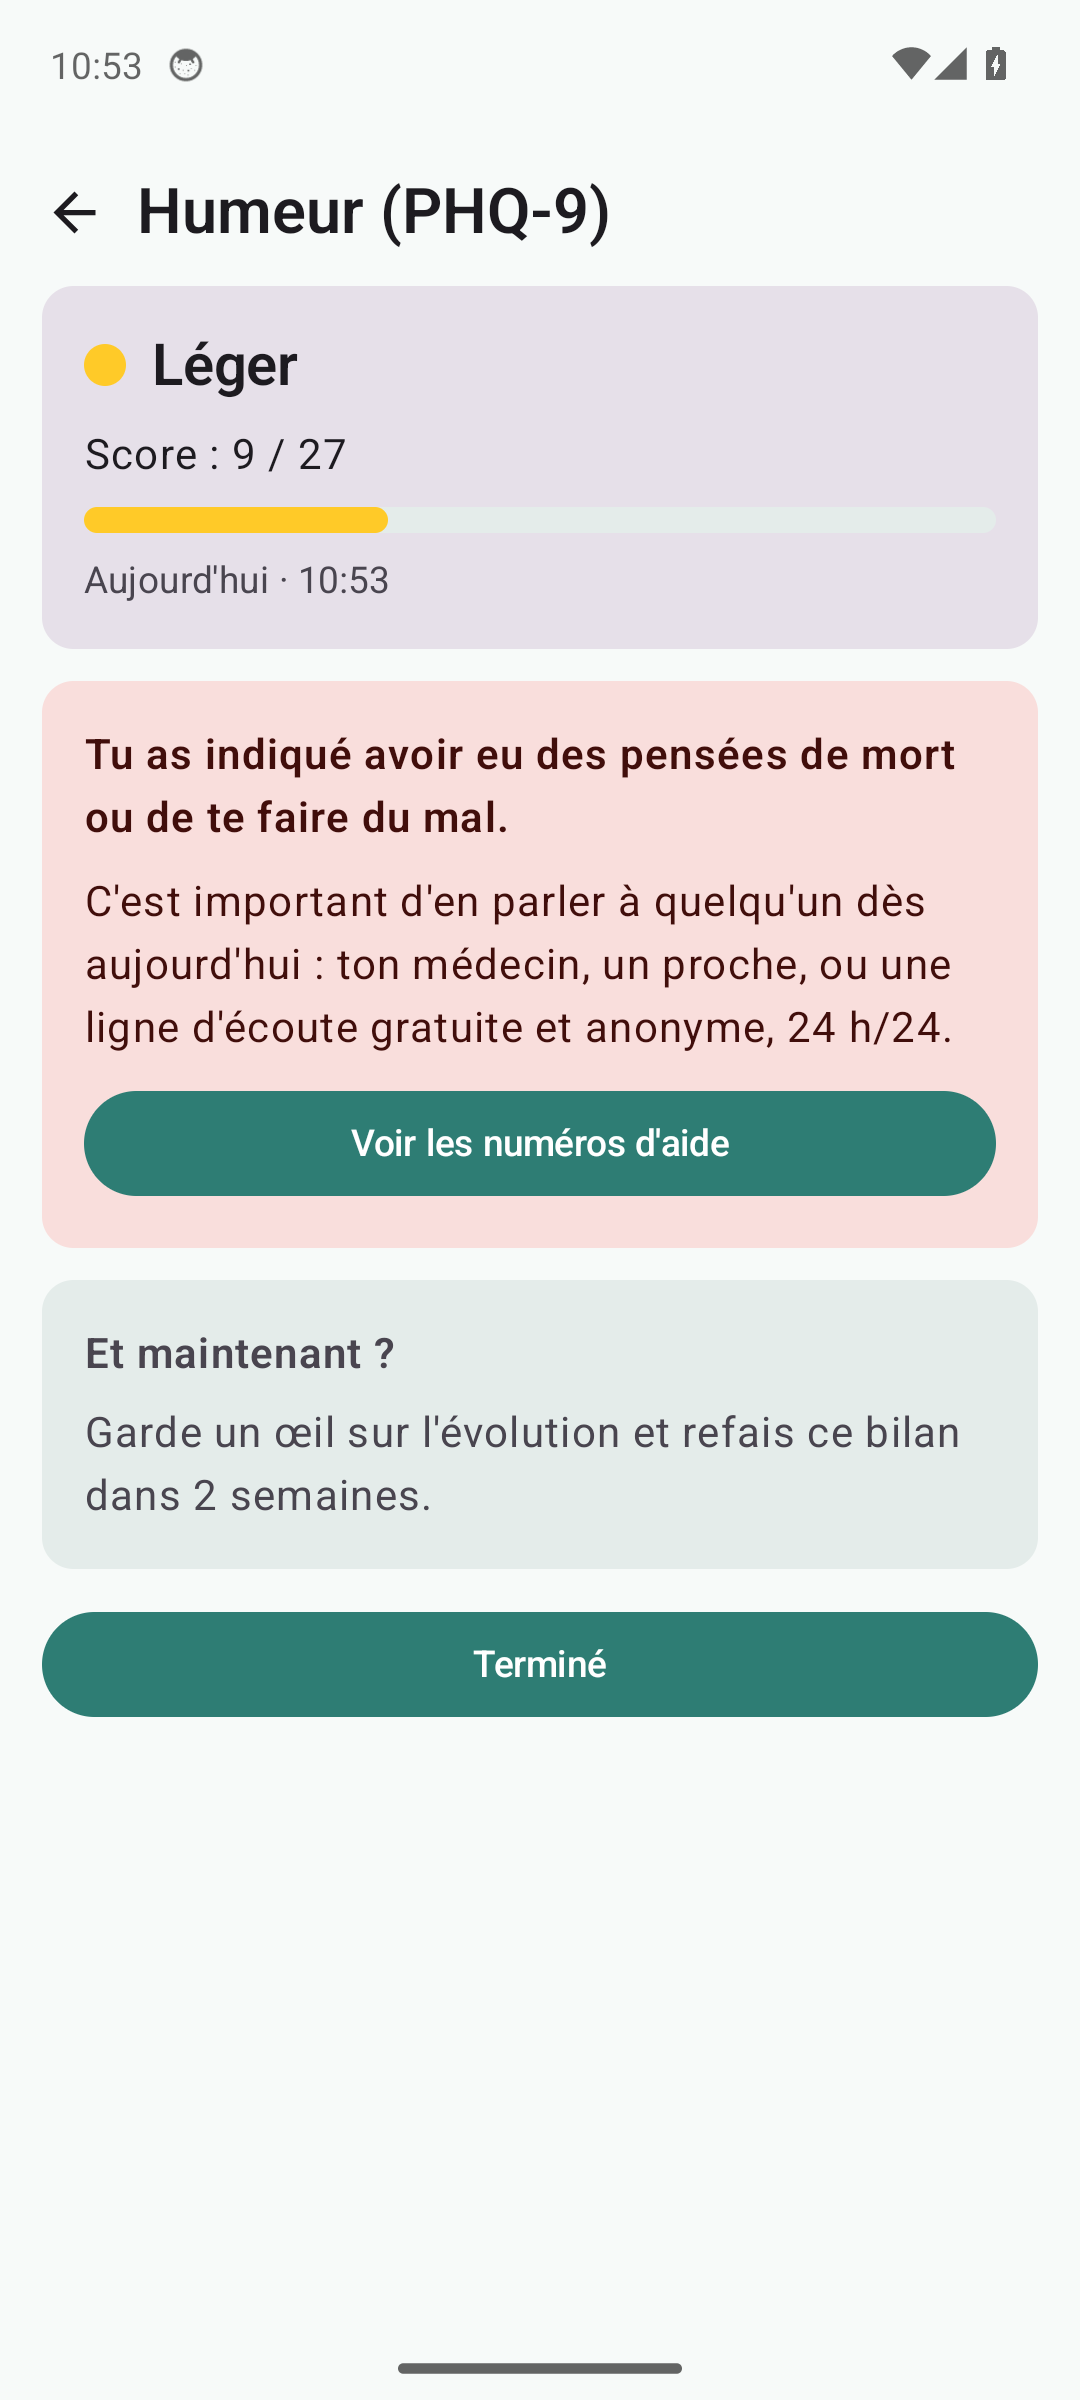 10:53
Humeur (PHQ-9)
Léger
Score : 9 / 27
Aujourd'hui · 10:53
Tu as indiqué avoir eu des pensées de mort
ou de te faire du mal.
C'est important d'en parler à quelqu'un dès
aujourd'hui : ton médecin, un proche, ou une
ligne d'écoute gratuite et anonyme, 24 h/24.
Voir les numéros d'aide
Et maintenant ?
Garde un œil sur l'évolution et refais ce bilan
dans 2 semaines.
Terminé